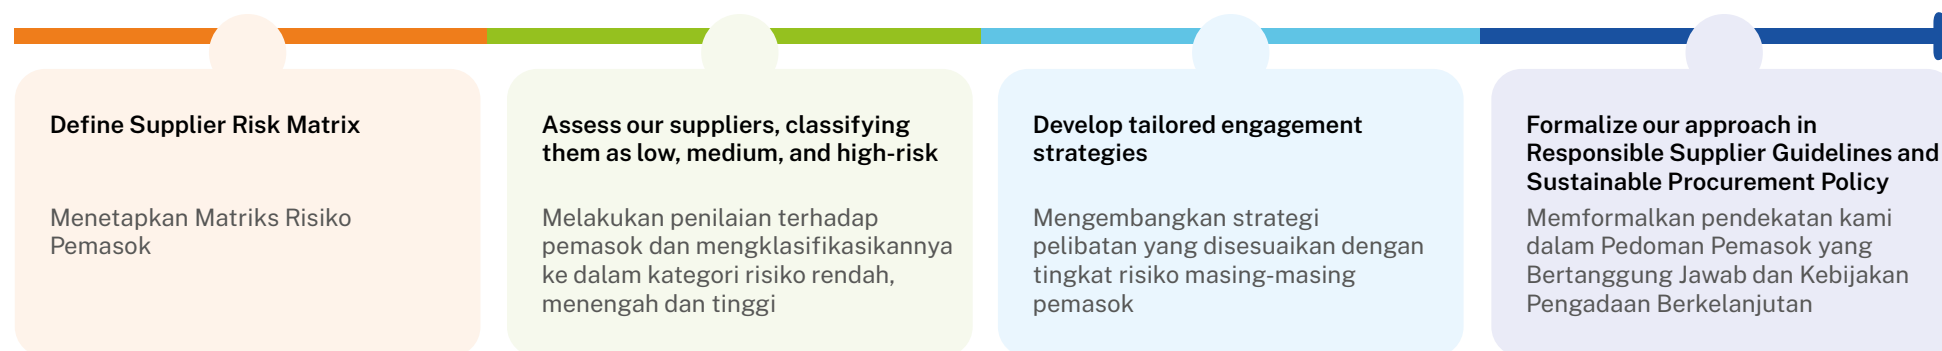 Define Supplier Risk Matrix
Menetapkan Matriks Risiko
Pemasok
Assess our suppliers, classifying
them as low, medium, and high-risk
Melakukan penilaian terhadap
pemasok dan mengklasifikasikannya
ke dalam kategori risiko rendah,
menengah dan tinggi
Develop tailored engagement
strategies
Mengembangkan strategi
pelibatan yang disesuaikan dengan
tingkat risiko masing-masing
pemasok
Formalize our approach in
Responsible Supplier Guidelines and
Sustainable Procurement Policy
Memformalkan pendekatan kami
dalam Pedoman Pemasok yang
Bertanggung Jawab dan Kebijakan
Pengadaan Berkelanjutan